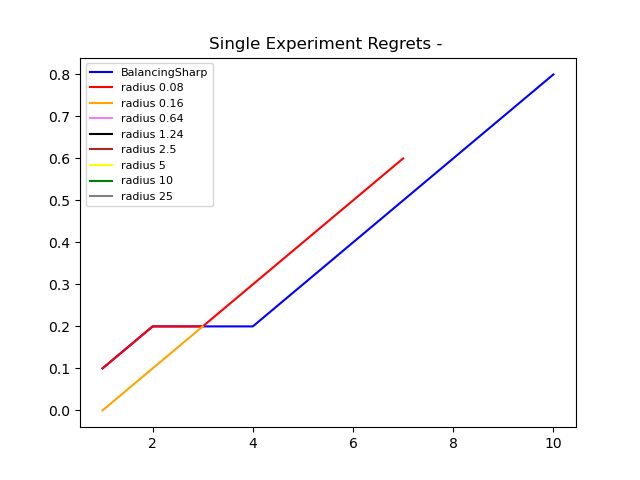 Single Experiment Regrets -
BalancingSharp
radius 0.08
radius 0.16
radius 0.64
radius 1.24
radius 2.5
radius 5
radius 10
radius 25
0.8
0.7
0.6
0.5
0.4
0.3
0.2
0.1
0.0
2 4 6 8 10